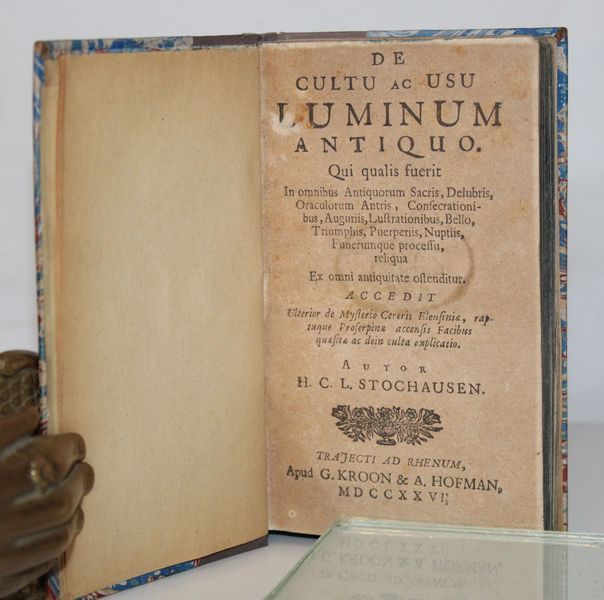 DE
CULTU AC USU
LUMINUM
ANTIQUO.
Qui qualis fuerit
In omnibus Antiquorum Sacris, Delubris,
Oraculorum Antris, Conſecrationi-
bus, Auguriis, Luſtrationibus, Bello,
Triumphis, Puerperiis, Nuptiis,
Funerumque proceſſu,
reliqua
Ex omni antiquitate oſtenditur.
ACCEDIT
Ulterior de Myſterio Cereris Eleuſiniæ, rap-
tuque Proſerpinæ accenſis Facibus
quæſitæ ac dein culta explicatio.
AUTOR
H. C. L. STOCHAUSEN.
TRAJECTI AD RHENUM,
Apud G. KROON & A. HOFMAN,
MDCCXXVI.